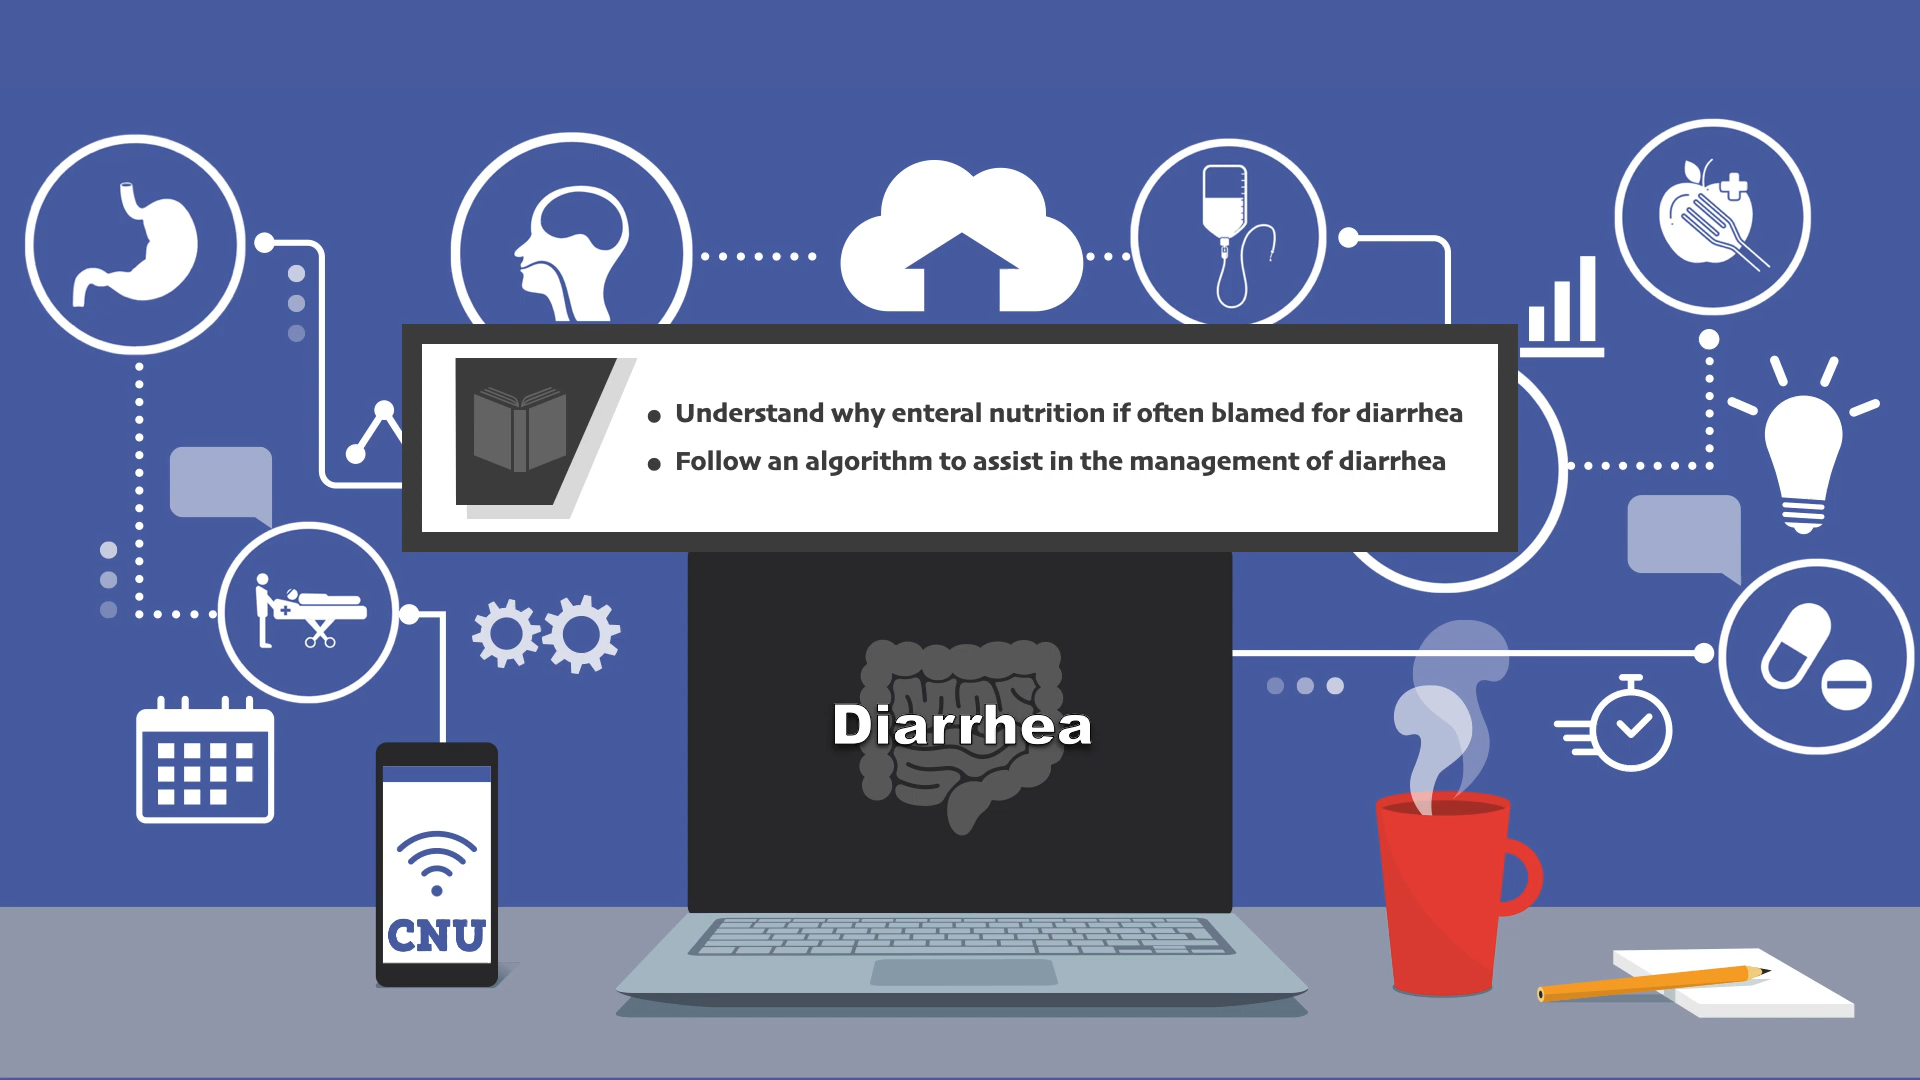 ● Understand why enteral nutrition if often blamed for diarrhea
● Follow an algorithm to assist in the management of diarrhea
Diarrhea
CNU